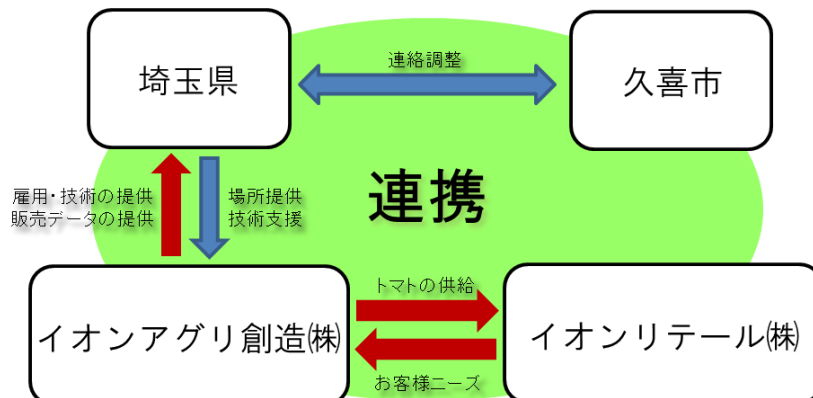 埼玉県
連絡調整
久喜市
雇用・技術の提供
販売データの提供
場所提供
技術支援
連携
イオンアグリ創造㈱
トマトの供給
お客様ニーズ
イオンリテール㈱